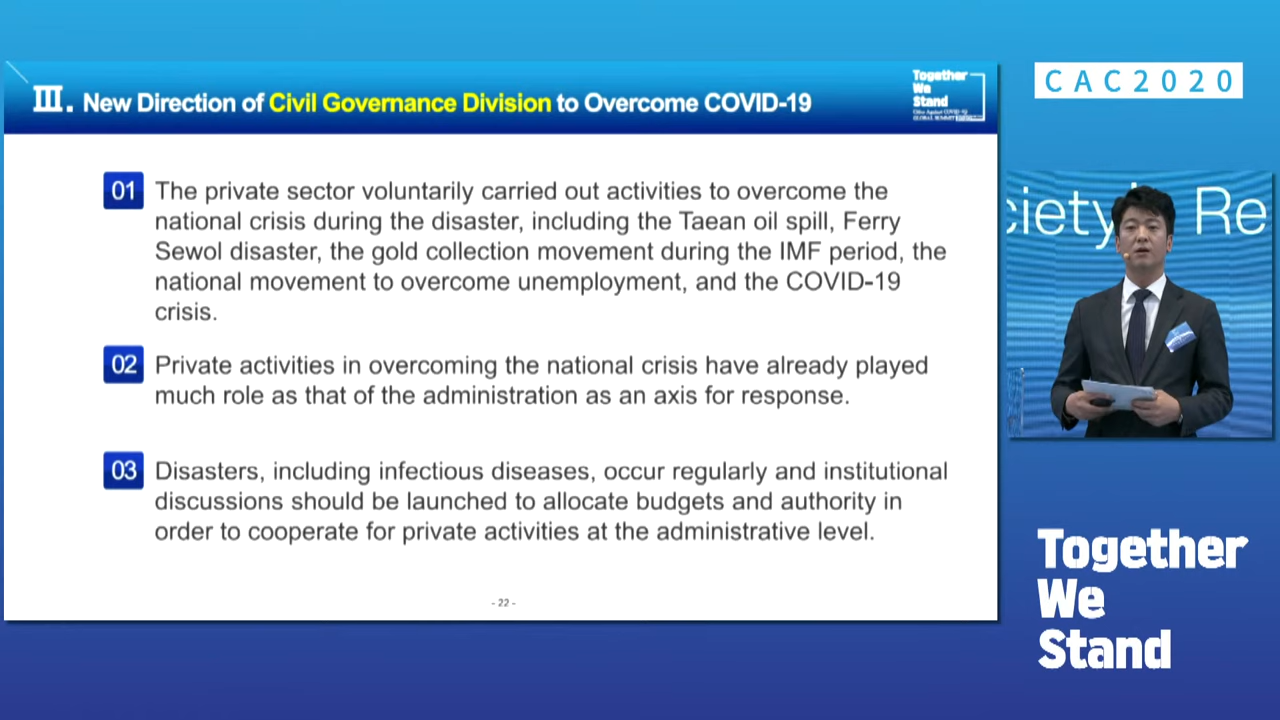 III. New Direction of Civil Governance Division to Overcome COVID-19
Together
We
Stand
01 The private sector voluntarily carried out activities to overcome the
national crisis during the disaster, including the Taean oil spill, Ferry
Sewol disaster, the gold collection movement during the IMF period, the
national movement to overcome unemployment, and the COVID-19
crisis.
02 Private activities in overcoming the national crisis have already played
much role as that of the administration as an axis for response.
03 Disasters, including infectious diseases, occur regularly and institutional
discussions should be launched to allocate budgets and authority in
order to cooperate for private activities at the administrative level.
- 22 -
CAC2020
ciety Re
Together
We
Stand